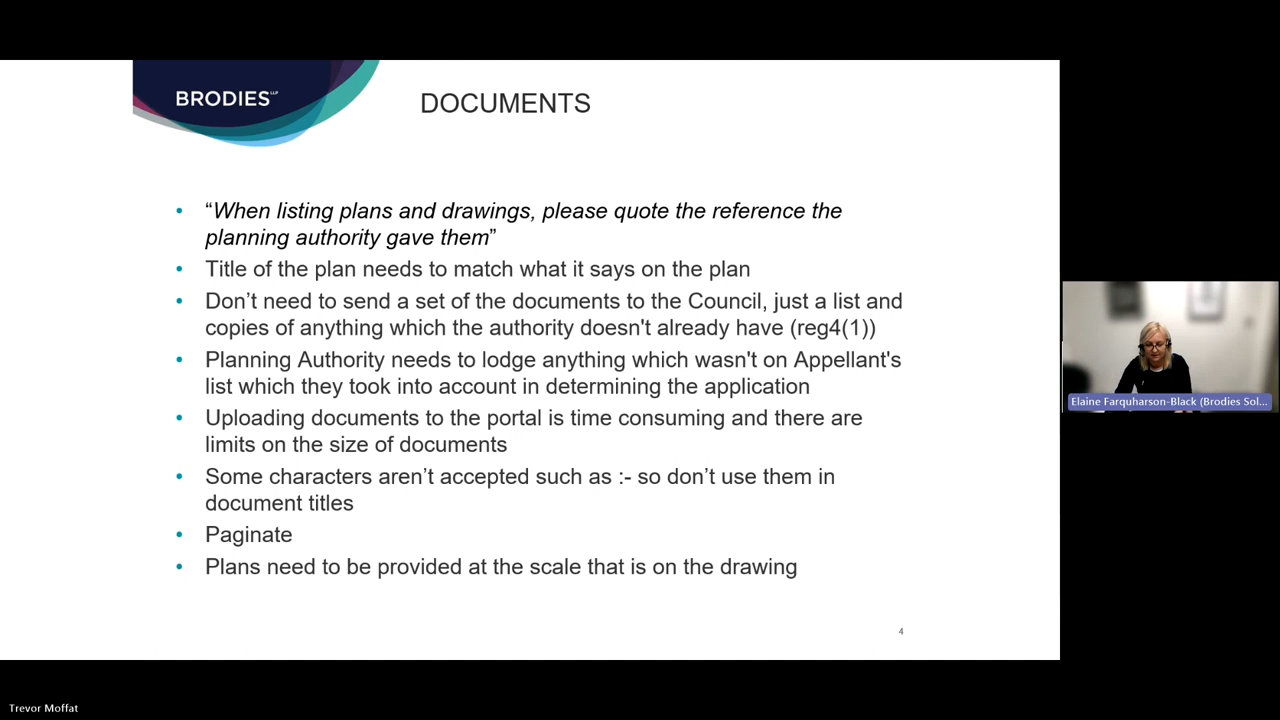 BRODIES LLP
DOCUMENTS
• “When listing plans and drawings, please quote the reference the
planning authority gave them”
• Title of the plan needs to match what it says on the plan
• Don’t need to send a set of the documents to the Council, just a list and
copies of anything which the authority doesn't already have (reg4(1))
• Planning Authority needs to lodge anything which wasn't on Appellant's
list which they took into account in determining the application
• Uploading documents to the portal is time consuming and there are
limits on the size of documents
• Some characters aren’t accepted such as :- so don’t use them in
document titles
• Paginate
• Plans need to be provided at the scale that is on the drawing
4
Elaine Farquharson-Black (Brodies Sol...
Trevor Moffat